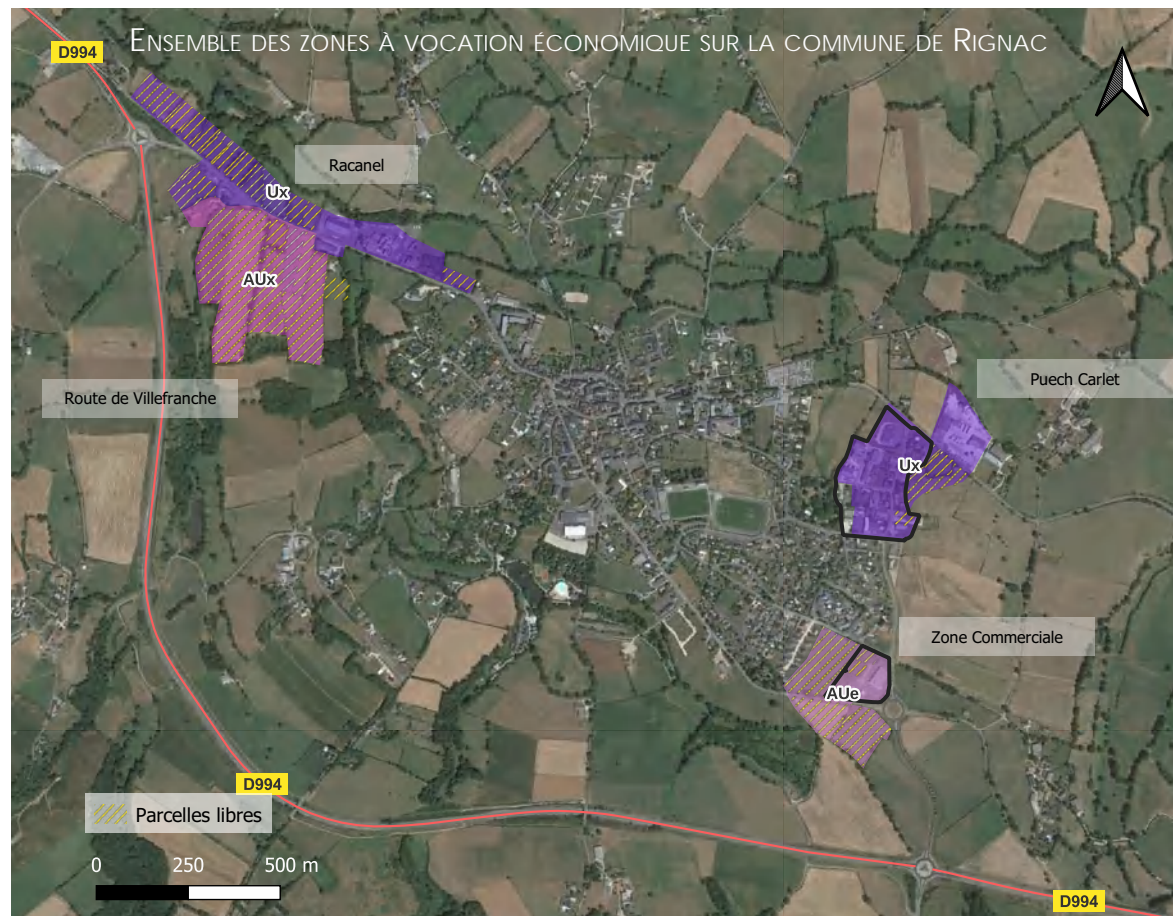 ENSEMBLE DES ZONES À VOCATION ÉCONOMIQUE SUR LA COMMUNE DE RIGNAC
D994
Racanel
Ux
AUx
Route de Villefranche
Puech Carlet
Ux
Zone Commerciale
AUe
D994
Parcelles libres
0 250 500 m
D994